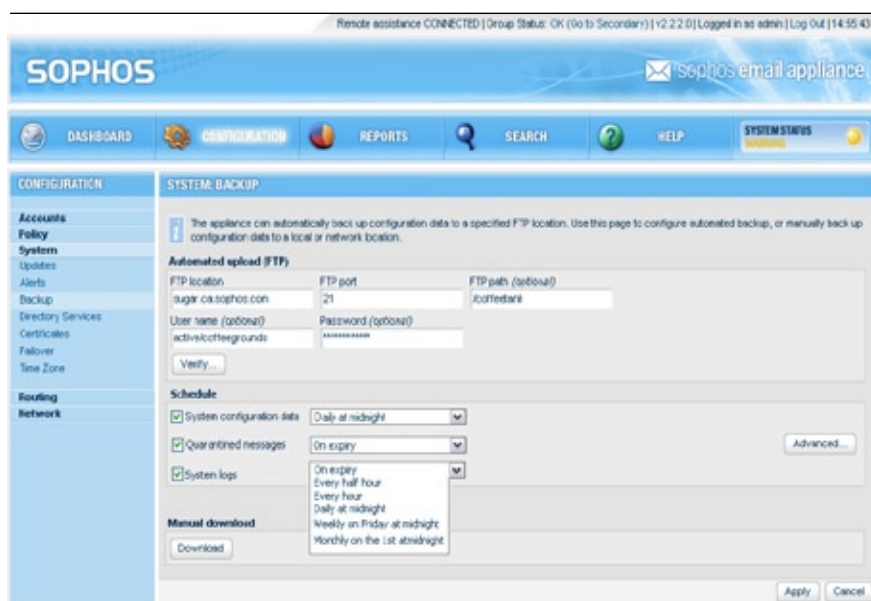 Remote assistance CONNECTED | Group Status: OK (Go to Secondary) | v2.2.2.0 | Logged in as admin | Log Out | 14:55:43
SOPHOS
sophos email appliance
DASHBOARD
CONFIGURATION
REPORTS
SEARCH
HELP
SYSTEM STATUS
WARNING
CONFIGURATION
Accounts
Policy
System
Updates
Alerts
Backup
Directory Services
Certificates
Failover
Time Zone
Routing
Network
SYSTEM: BACKUP
The appliance can automatically back up configuration data to a specified FTP location. Use this page to configure automated backup, or manually back up
configuration data to a local or network location.
Automated upload (FTP)
FTP location
FTP port
FTP path (optional)
sugar.ca.sophos.com
21
User name (optional)
Password (optional)
active/coffeegrounds
************
Verify...
Schedule
System configuration data
Daily at midnight
Quarantined messages
On expiry
Advanced...
System logs
On expiry
Every half hour
Every hour
Daily at midnight
Weekly on Friday at midnight
Monthly on the 1st atmidnight
Manual download
Download
Apply
Cancel